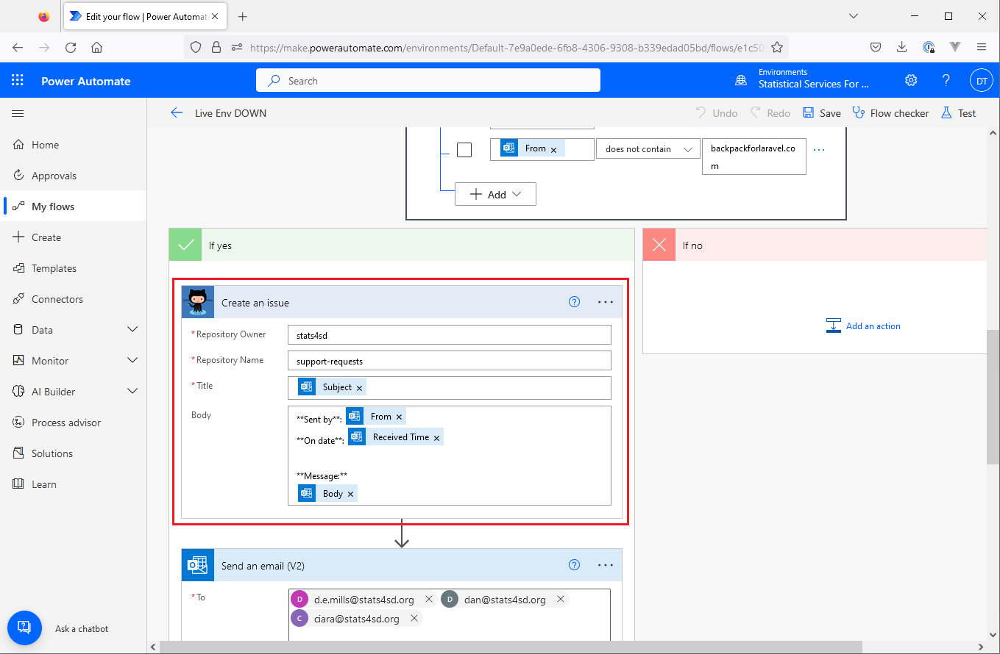 Edit your flow | Power Automate
https://make.powerautomate.com/environments/Default-7e9a0ede-6fb8-4306-9308-b339edad05bd/flows/e1c50
Power Automate
Search
Environments
Statistical Services For ...
DT
Live Env DOWN
Undo
Redo
Save
Flow checker
Test
Home
Approvals
My flows
Create
Templates
Connectors
Data
Monitor
AI Builder
Process advisor
Solutions
Learn
Ask a chatbot
From
does not contain
backpackforlaravel.co
m
Add
If yes
If no
Add an action
Create an issue
* Repository Owner
stats4sd
* Repository Name
support-requests
* Title
Subject
Body
**Sent by**: From
**On date**: Received Time
**Message:**
Body
Send an email (V2)
* To
D d.e.mills@stats4sd.org
D dan@stats4sd.org
C ciara@stats4sd.org